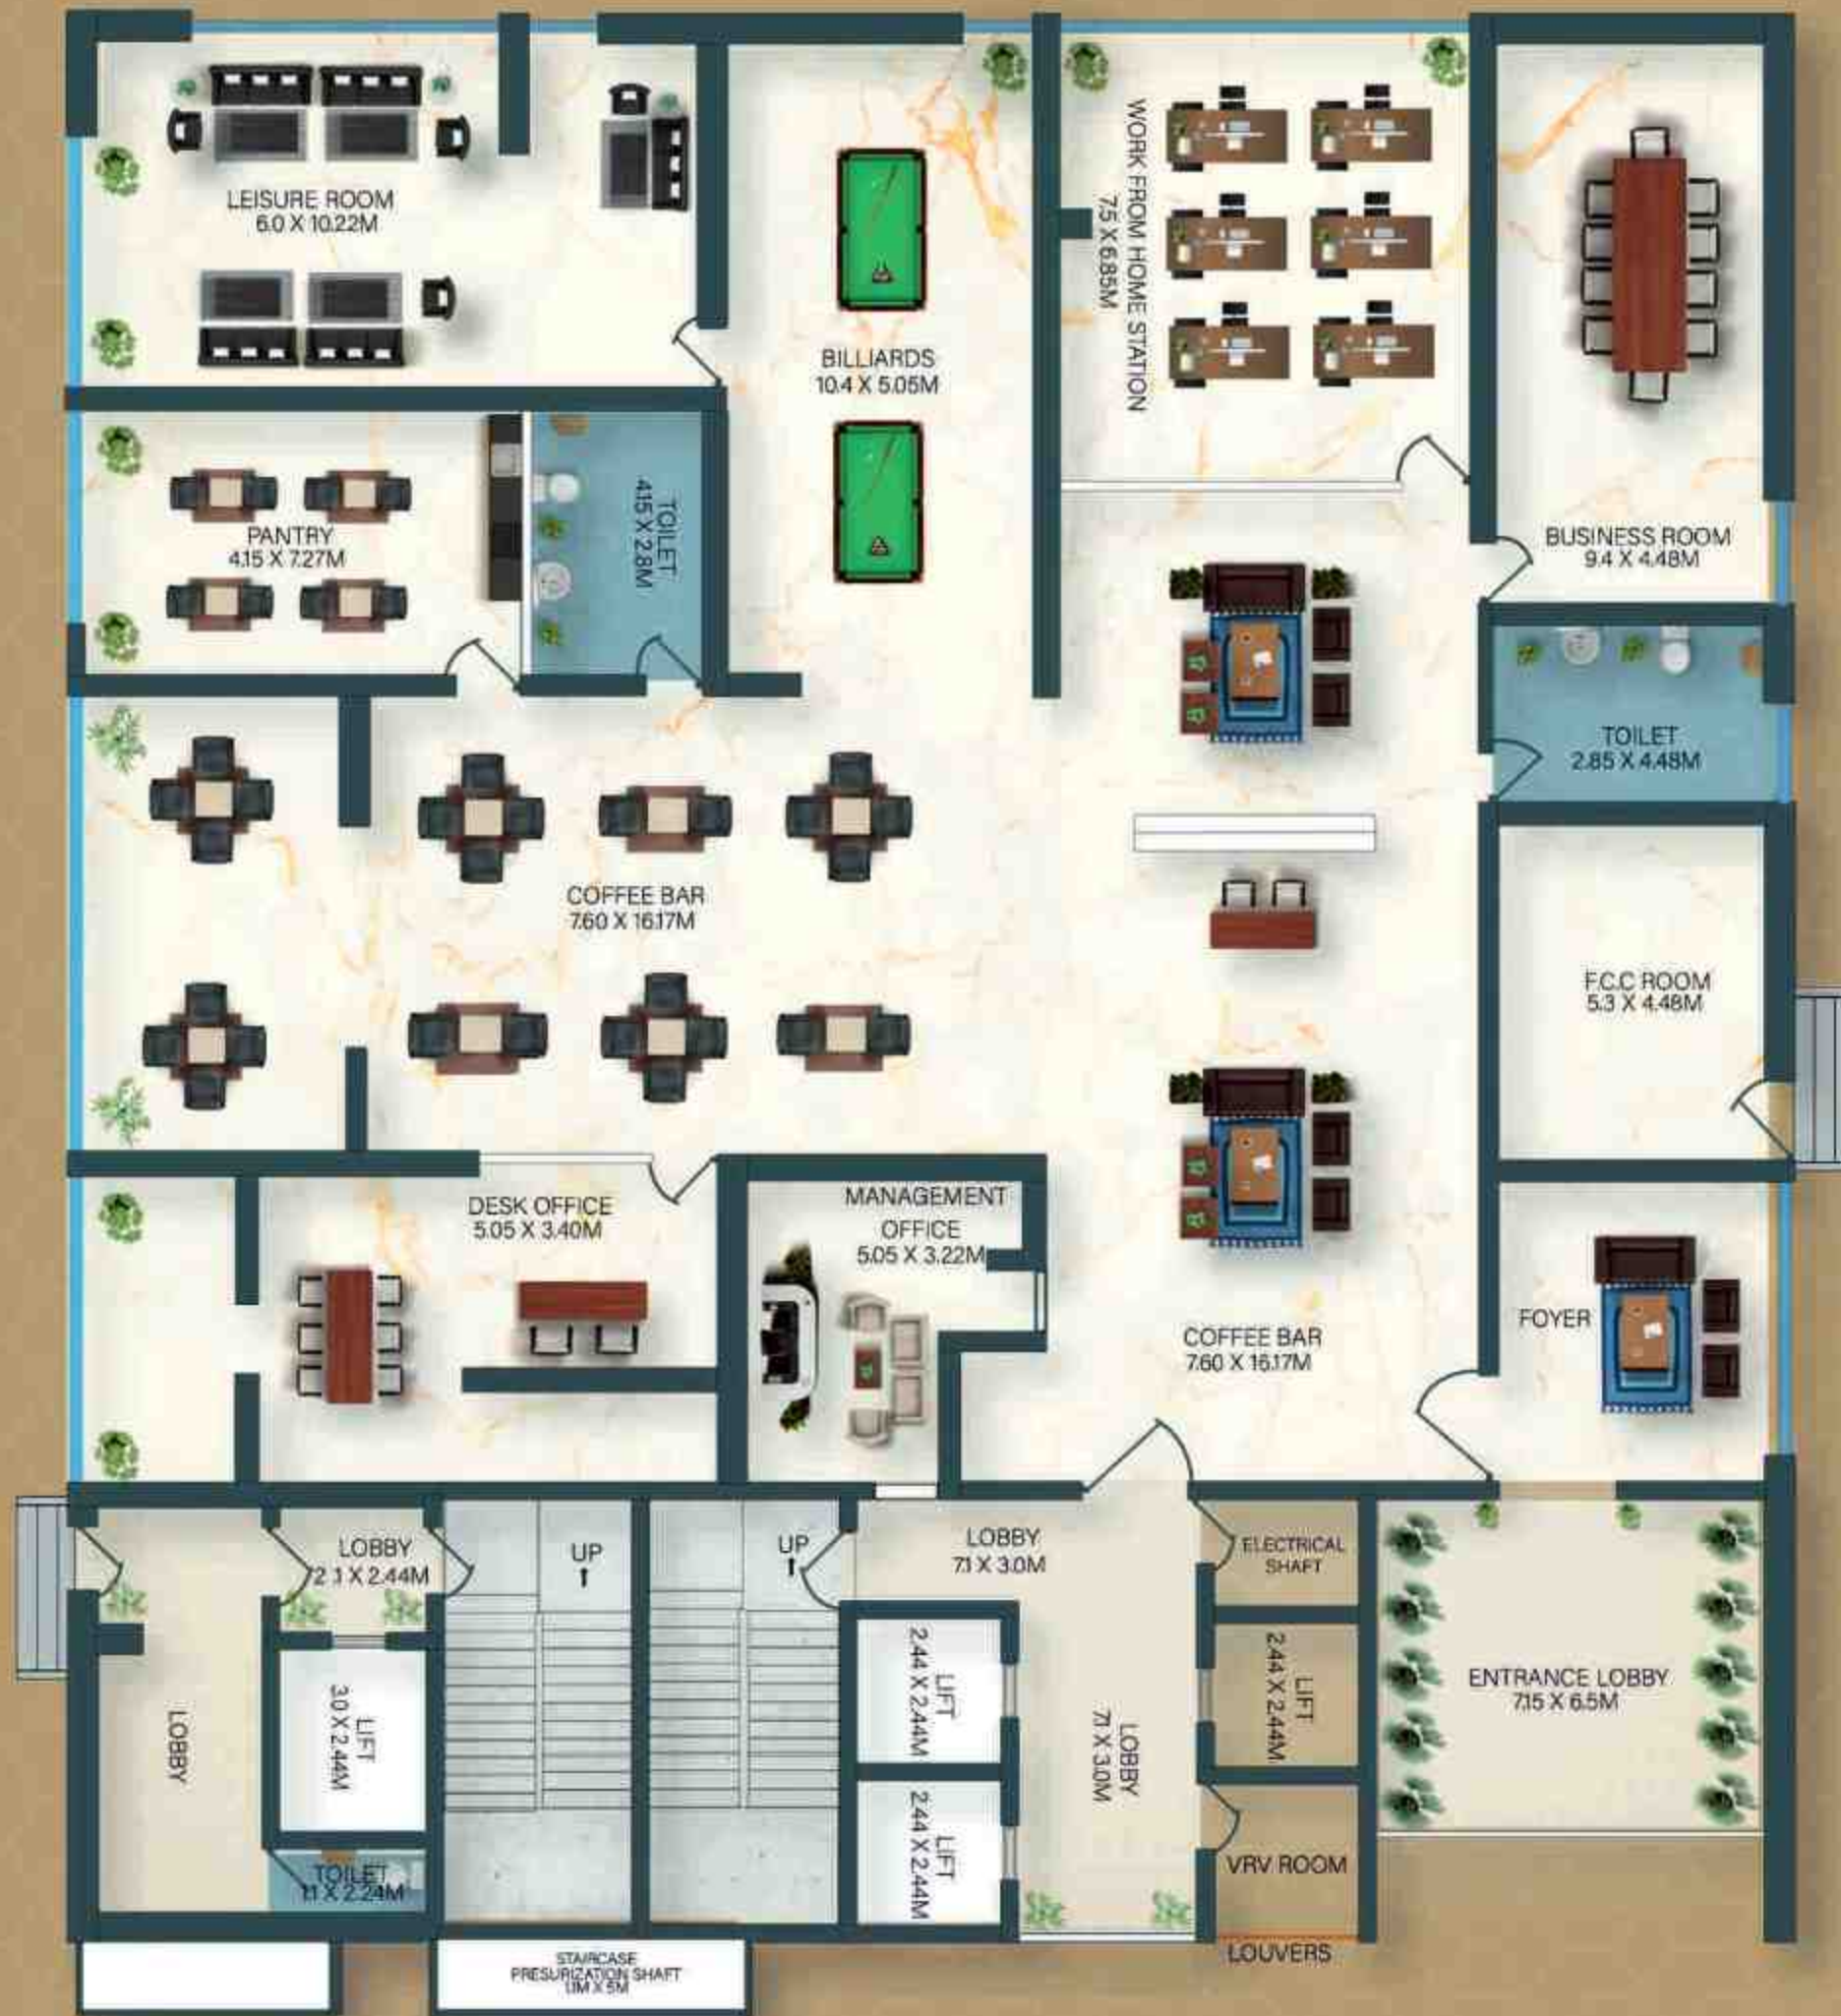 LEISURE ROOM
6.0 X 10.22M
BILLIARDS
10.4 X 5.05M
WORK FROM HOME STATION
7.5 X 6.85M
BUSINESS ROOM
9.4 X 4.48M
PANTRY
4.15 X 7.27M
TOILET
4.15 X 2.8M
TOILET
2.85 X 4.48M
COFFEE BAR
7.60 X 16.17M
F.C.C ROOM
5.3 X 4.48M
DESK OFFICE
5.05 X 3.40M
MANAGEMENT
OFFICE
5.05 X 3.22M
COFFEE BAR
7.60 X 16.17M
FOYER
LOBBY
2.1 X 2.44M
UP
UP
LOBBY
7.1 X 3.0M
ELECTRICAL
SHAFT
LOBBY
LIFT
3.0 X 2.44M
LIFT
2.44 X 2.44M
LOBBY
7.1 X 3.0M
LIFT
2.44 X 2.44M
ENTRANCE LOBBY
7.15 X 6.5M
LIFT
2.44 X 2.44M
VRV ROOM
TOILET
1.1 X 2.24M
LOUVERS
STAIRCASE
PRESURIZATION SHAFT
1.1M X 5M